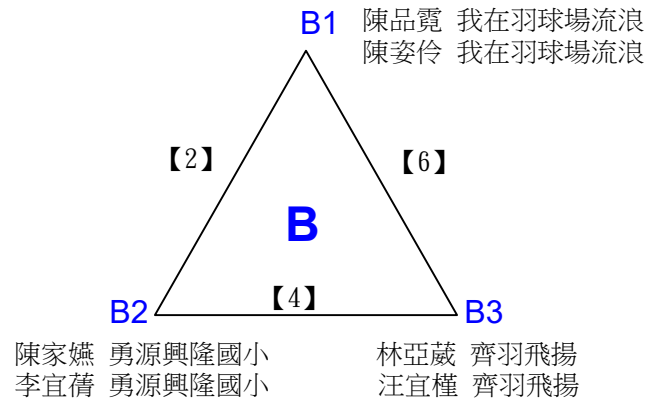 B1 陳品霓 我在羽球場流浪
陳姿伶 我在羽球場流浪
【2】
【6】
B
【4】
B2
B3
陳家嬿 勇源興隆國小
李宜蒨 勇源興隆國小
林亞葳 齊羽飛揚
汪宜槿 齊羽飛揚